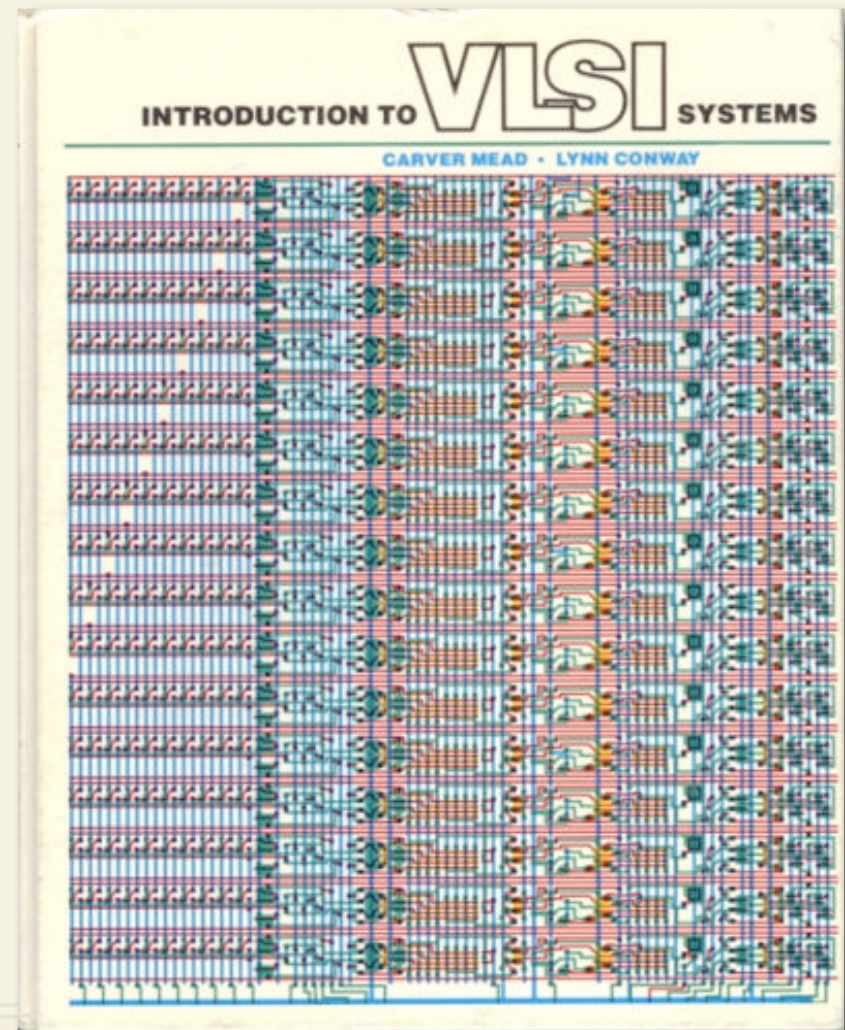 INTRODUCTION TO VLSI SYSTEMS
CARVER MEAD • LYNN CONWAY